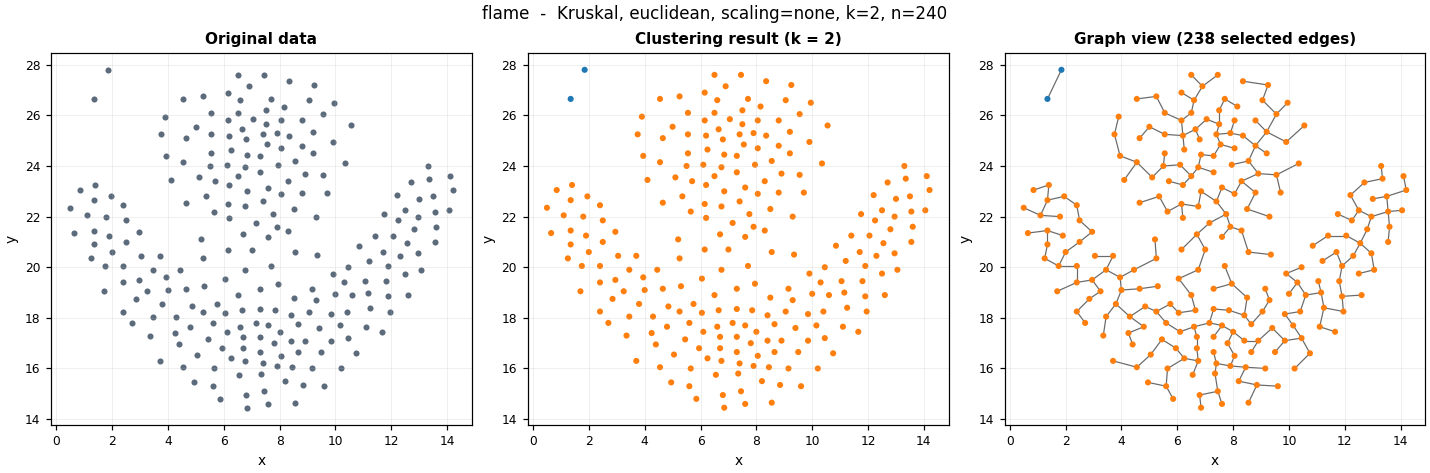 flame - Kruskal, euclidean, scaling=none, k=2, n=240
Original data
Clustering result (k = 2)
Graph view (238 selected edges)
28
26
24
22
20
18
16
14
y
0 2 4 6 8 10 12 14
x
28
26
24
22
20
18
16
14
y
0 2 4 6 8 10 12 14
x
28
26
24
22
20
18
16
14
y
0 2 4 6 8 10 12 14
x